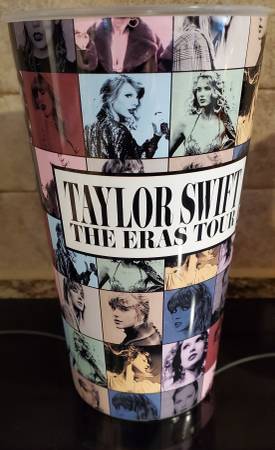 TAYLOR SWIFT
THE ERAS TOUR